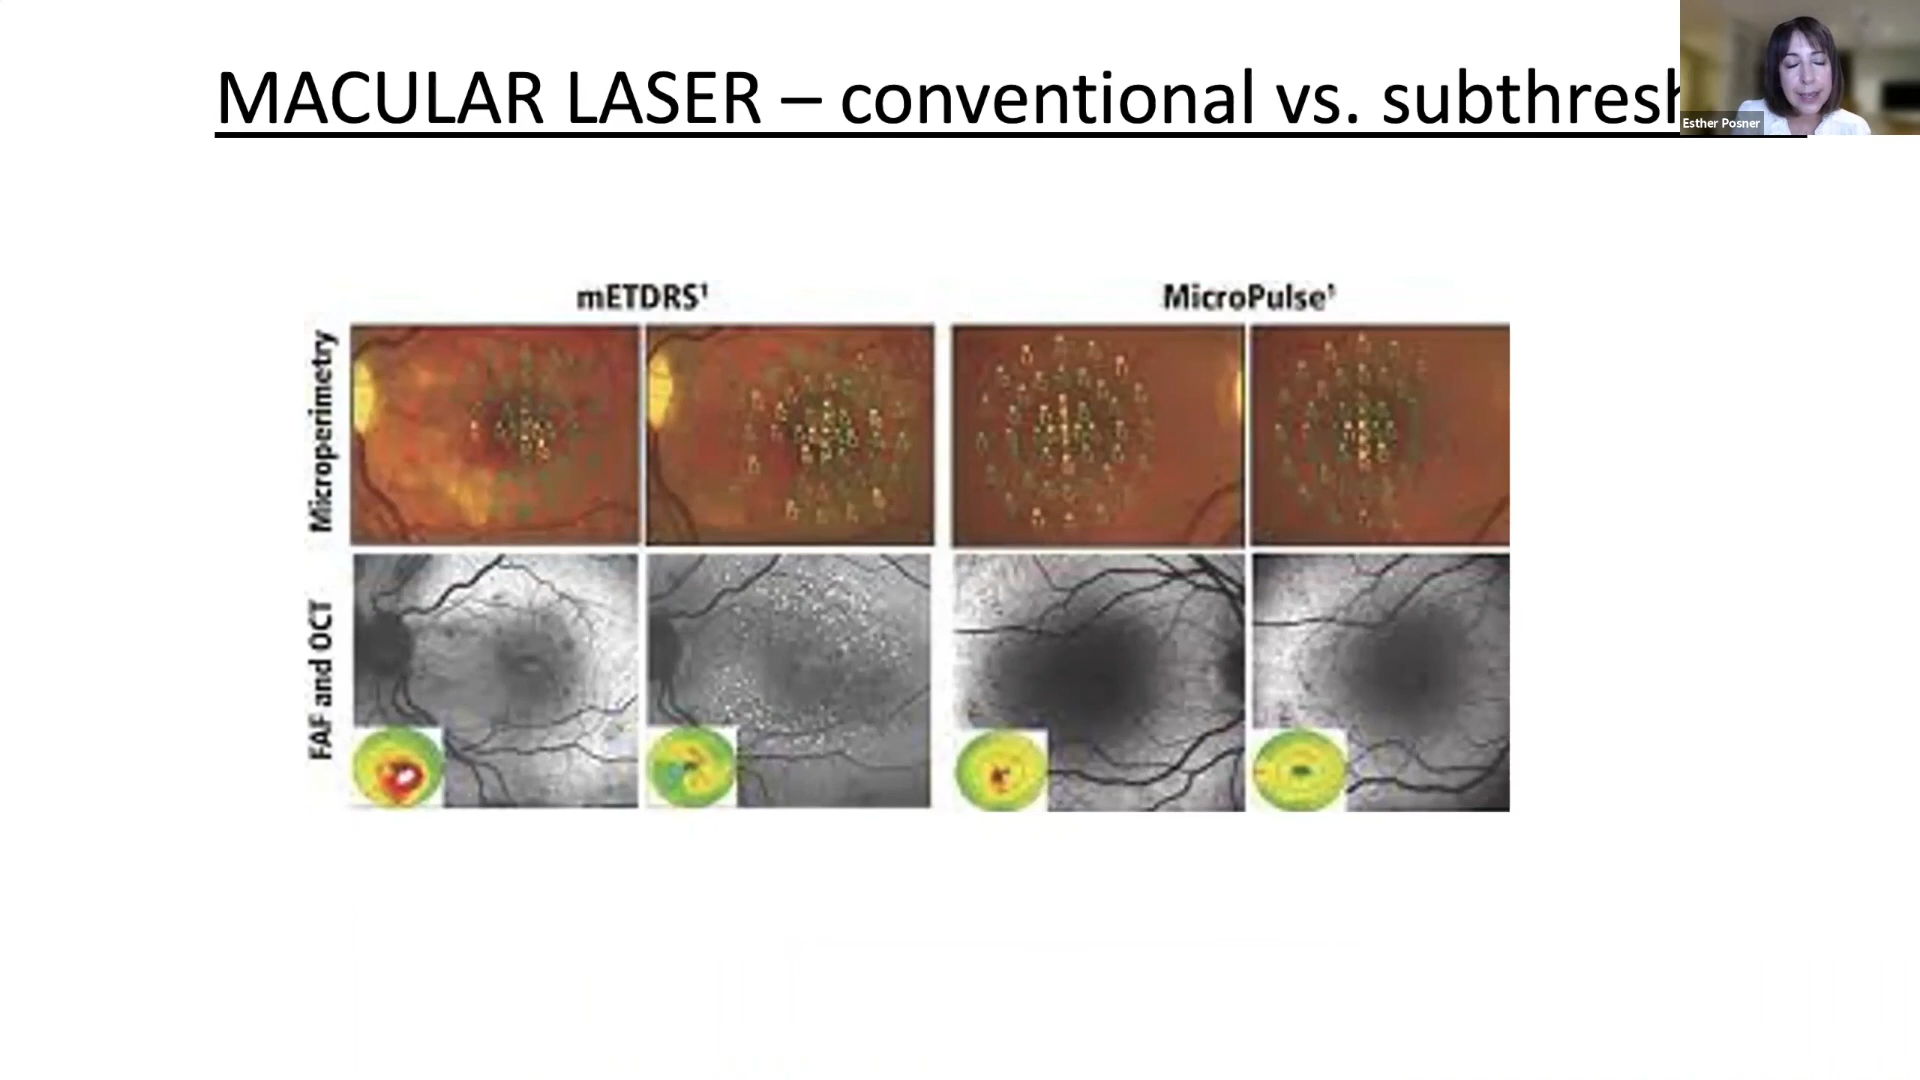 MACULAR LASER – conventional vs. subthresh
Esther Posner
mETDRS¹
MicroPulse¹
Microperimetry
FAF and OCT